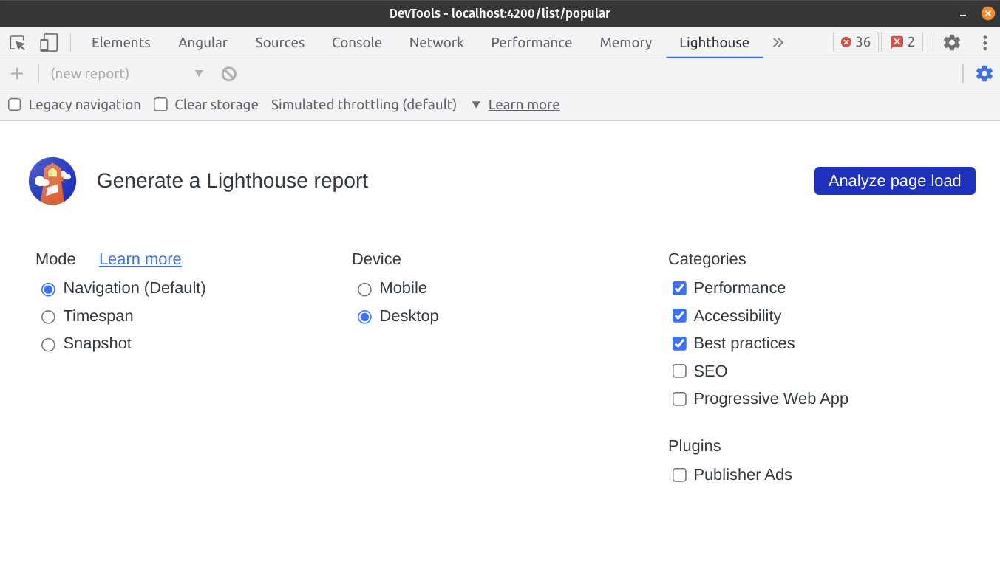 DevTools - localhost:4200/list/popular
Elements Angular Sources Console Network Performance Memory Lighthouse 36 2
(new report)
Legacy navigation Clear storage Simulated throttling (default) Learn more
Generate a Lighthouse report Analyze page load
Mode Learn more
Navigation (Default)
Timespan
Snapshot
Device
Mobile
Desktop
Categories
Performance
Accessibility
Best practices
SEO
Progressive Web App
Plugins
Publisher Ads